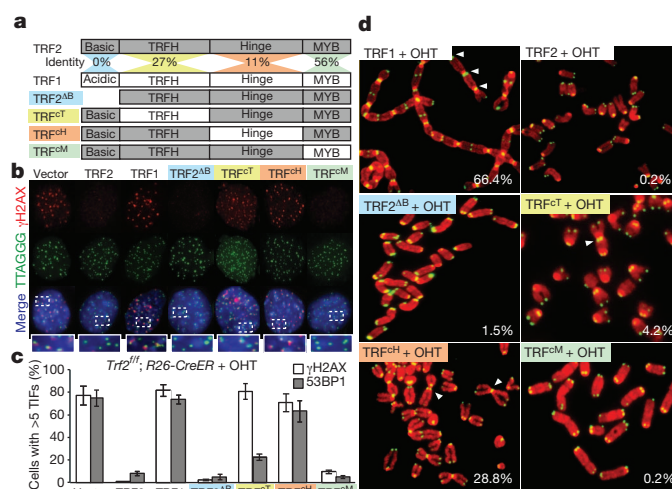 a
TRF2 Basic TRFH Hinge MYB
Identity 0% 27% 11% 56%
TRF1 Acidic TRFH Hinge MYB
TRF2ΔB TRFH Hinge MYB
TRFcT Basic TRFH Hinge MYB
TRFcH Basic TRFH Hinge MYB
TRFcM Basic TRFH Hinge MYB
b
Vector TRF2 TRF1 TRF2ΔB TRFcT TRFcH TRFcM
γH2AX
TTAGGG
Merge
c
Trf2f/f; R26-CreER + OHT
γH2AX
53BP1
Cells with >5 TIFs (%)
80
60
40
20
0
d
TRF1 + OHT
66.4%
TRF2 + OHT
0.2%
TRF2ΔB + OHT
1.5%
TRFcT + OHT
4.2%
TRFcH + OHT
28.8%
TRFcM + OHT
0.2%